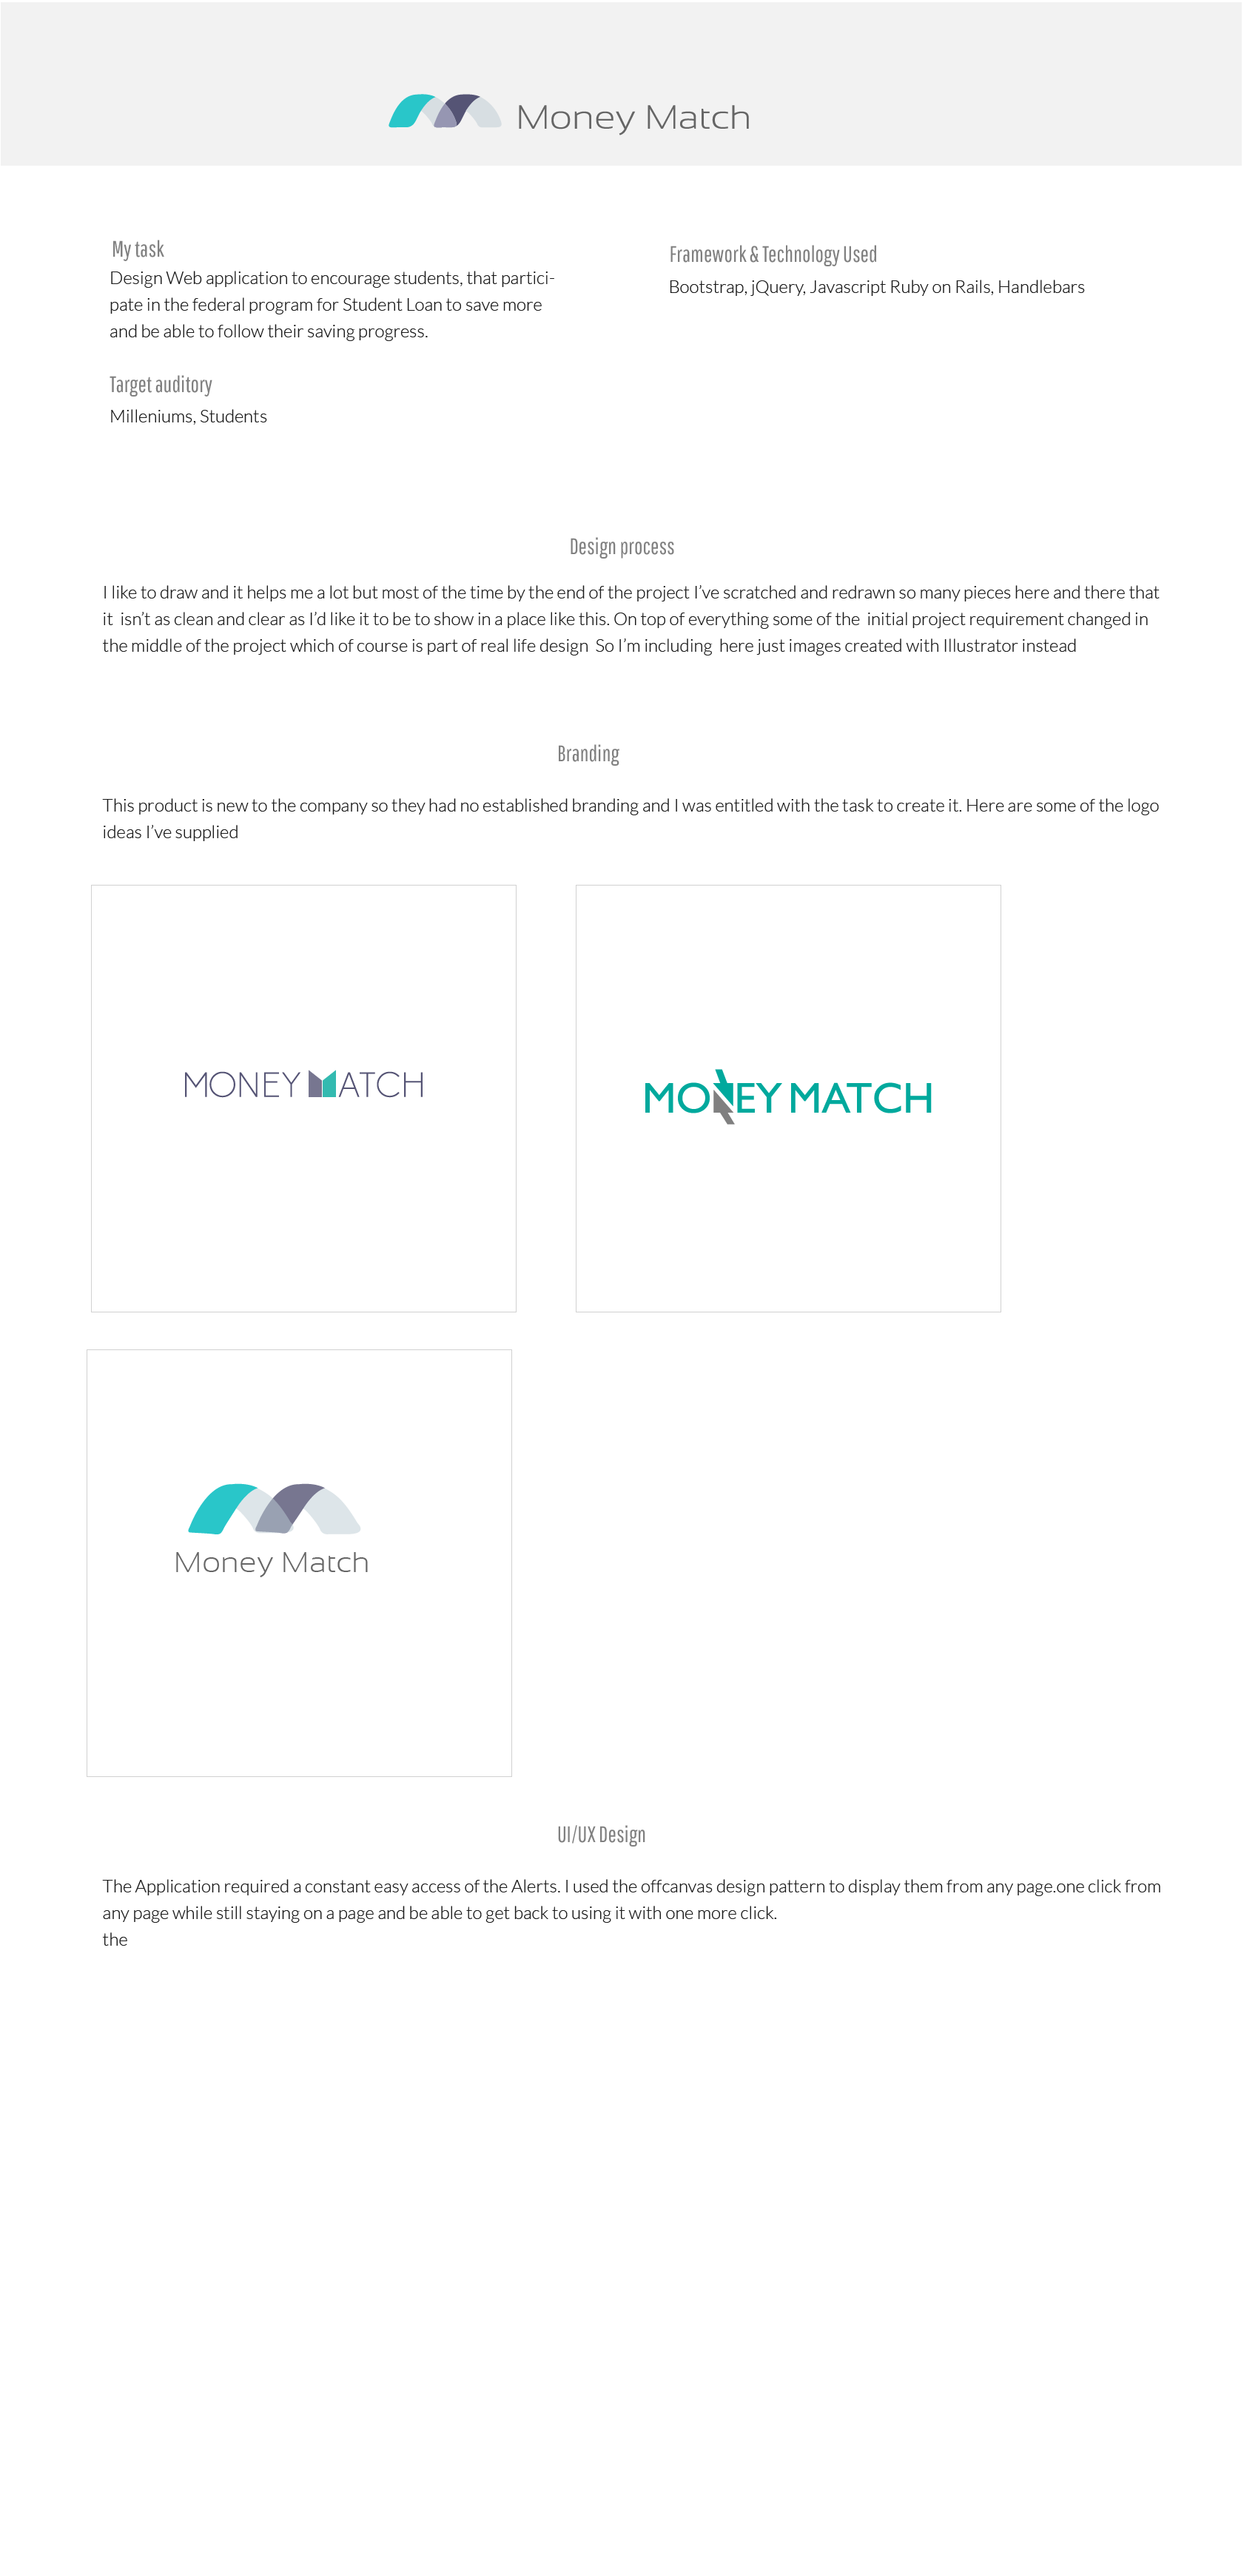 Money Match
My task
Design Web application to encourage students, that partici-
pate in the federal program for Student Loan to save more
and be able to follow their saving progress.
Target auditory
Milleniums, Students
Framework & Technology Used
Bootstrap, jQuery, Javascript Ruby on Rails, Handlebars
Design process
I like to draw and it helps me a lot but most of the time by the end of the project I’ve scratched and redrawn so many pieces here and there that
it  isn’t as clean and clear as I’d like it to be to show in a place like this. On top of everything some of the  initial project requirement changed in
the middle of the project which of course is part of real life design  So I’m including  here just images created with Illustrator instead
Branding
This product is new to the company so they had no established branding and I was entitled with the task to create it. Here are some of the logo
ideas I’ve supplied
MONEY MATCH
MONEY MATCH
Money Match
UI/UX Design
The Application required a constant easy access of the Alerts. I used the offcanvas design pattern to display them from any page.one click from
any page while still staying on a page and be able to get back to using it with one more click.
the